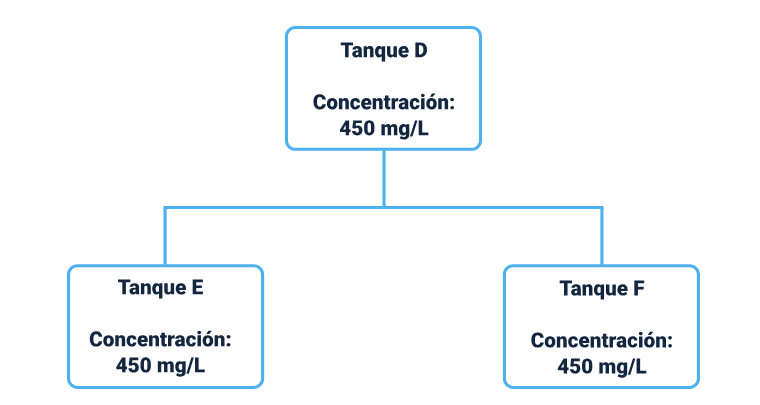 Tanque D
Concentración:
450 mg/L
Tanque E
Concentración:
450 mg/L
Tanque F
Concentración:
450 mg/L